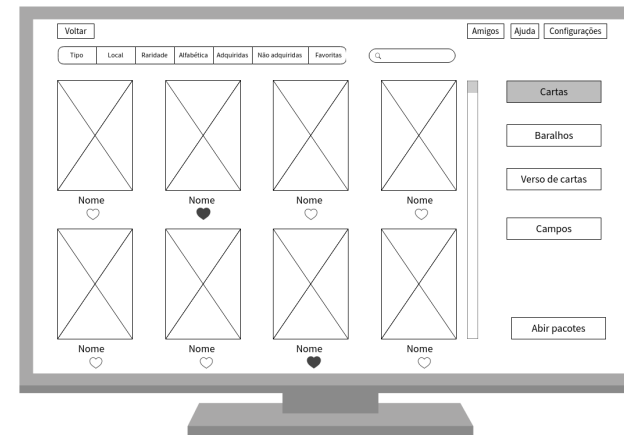 Voltar
Amigos Ajuda Configurações
Tipo Local Raridade Alfabética Adquiridas Não adquiridas Favoritas
Cartas
Baralhos
Verso de cartas
Campos
Nome Nome Nome Nome
Nome Nome Nome Nome
Abir pacotes